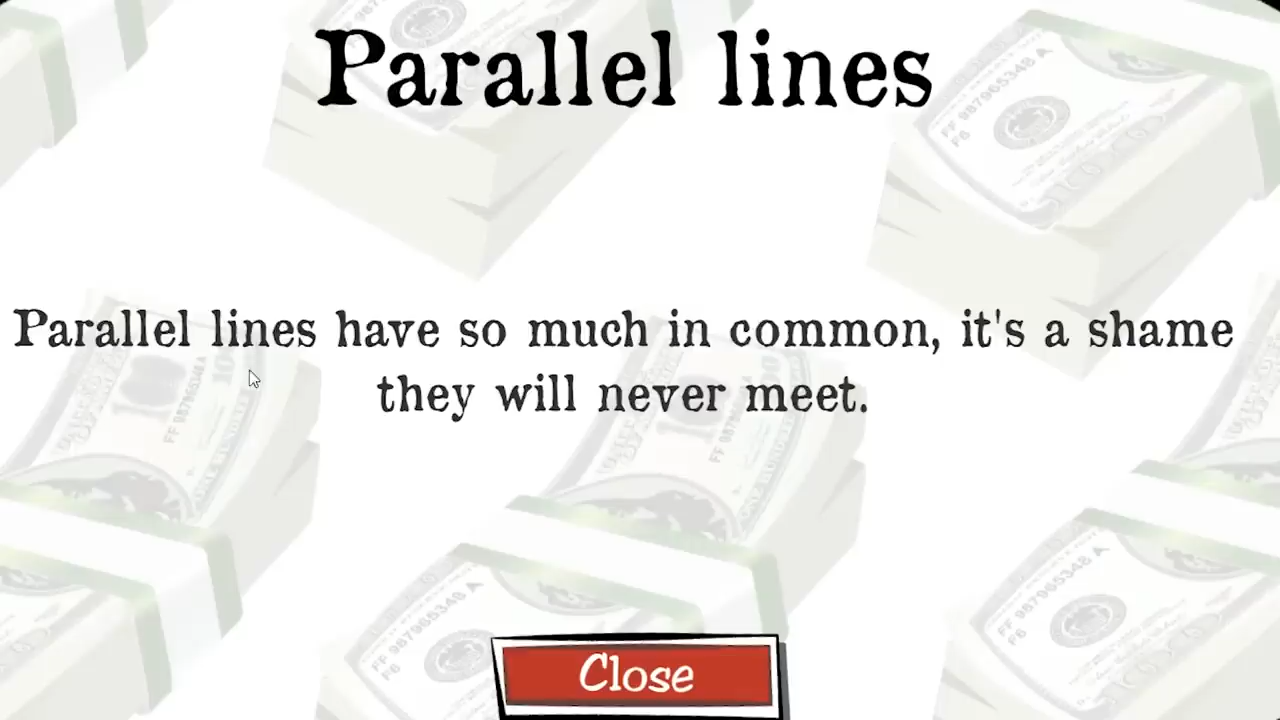 Parallel lines
Parallel lines have so much in common, it's a shame
they will never meet.
Close